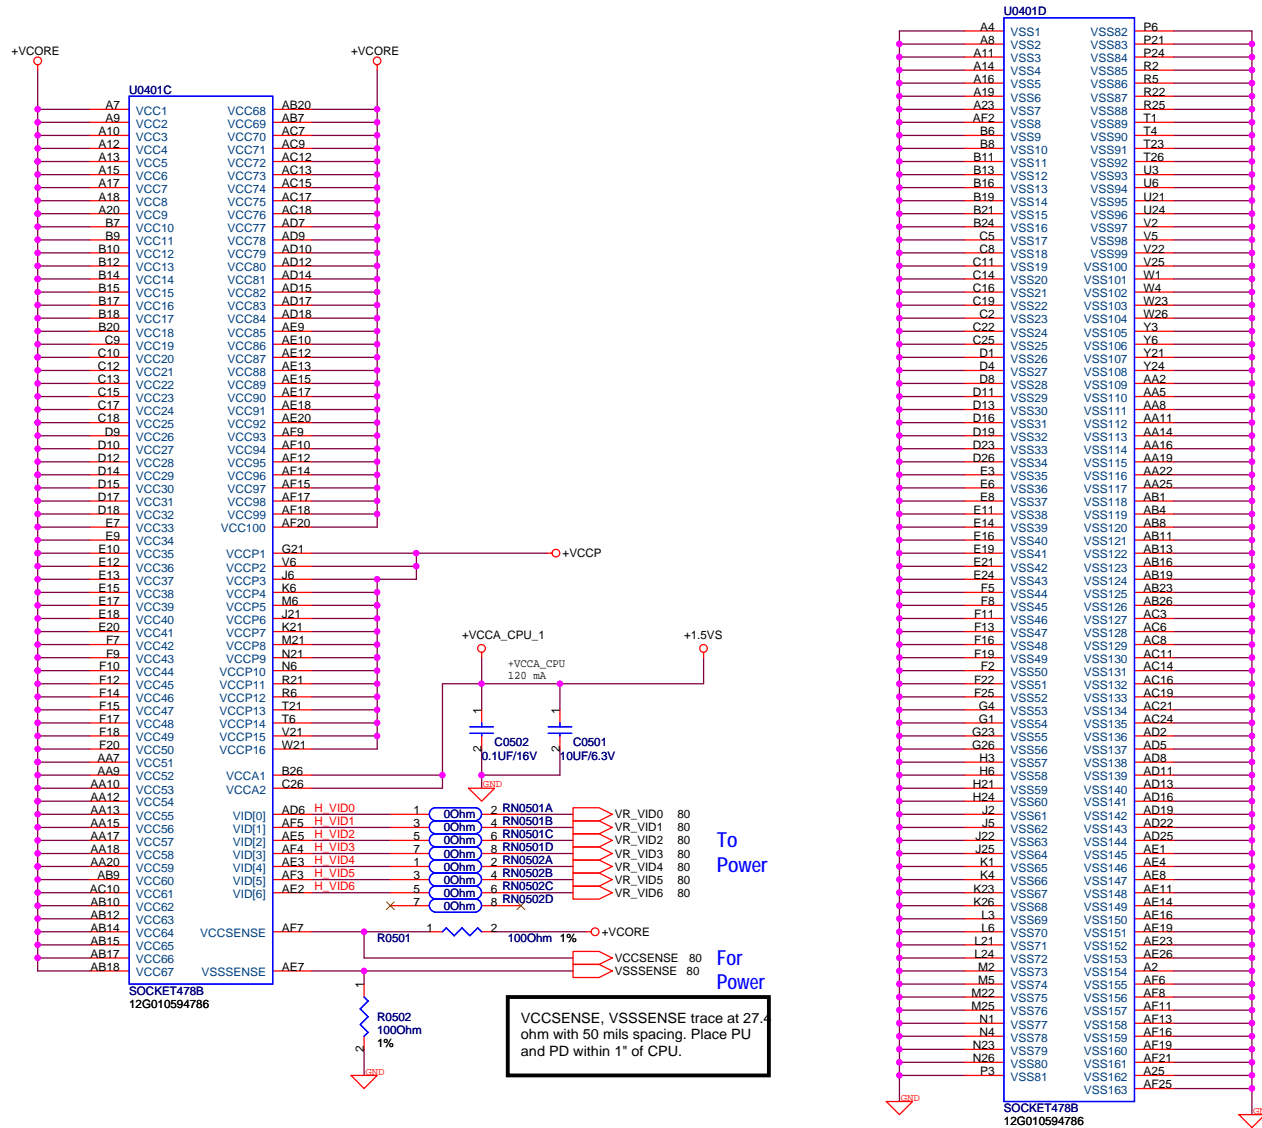 +VCORE
+VCORE
U0401C
A7 VCC1 VCC68 AB20
A9 VCC2 VCC69 AB7
A10 VCC3 VCC70 AC7
A12 VCC4 VCC71 AC9
A13 VCC5 VCC72 AC12
A15 VCC6 VCC73 AC13
A17 VCC7 VCC74 AC15
A18 VCC8 VCC75 AC17
A20 VCC9 VCC76 AC18
B7 VCC10 VCC77 AD7
B9 VCC11 VCC78 AD9
B10 VCC12 VCC79 AD10
B12 VCC13 VCC80 AD12
B14 VCC14 VCC81 AD14
B15 VCC15 VCC82 AD15
B17 VCC16 VCC83 AD17
B18 VCC17 VCC84 AD18
B20 VCC18 VCC85 AE9
C9 VCC19 VCC86 AE10
C10 VCC20 VCC87 AE12
C12 VCC21 VCC88 AE13
C13 VCC22 VCC89 AE15
C15 VCC23 VCC90 AE17
C17 VCC24 VCC91 AE18
C18 VCC25 VCC92 AE20
D9 VCC26 VCC93 AF9
D10 VCC27 VCC94 AF10
D12 VCC28 VCC95 AF12
D14 VCC29 VCC96 AF14
D15 VCC30 VCC97 AF15
D17 VCC31 VCC98 AF17
D18 VCC32 VCC99 AF18
E7 VCC33 VCC100 AF20
E9 VCC34
E10 VCC35 VCCP1 G21 +VCCP
E12 VCC36 VCCP2 V6
E13 VCC37 VCCP3 J6
E15 VCC38 VCCP4 K6
E17 VCC39 VCCP5 M6
E18 VCC40 VCCP6 J21
E20 VCC41 VCCP7 K21
F7 VCC42 VCCP8 M21
F9 VCC43 VCCP9 N21
F10 VCC44 VCCP10 N6
F12 VCC45 VCCP11 R21
F14 VCC46 VCCP12 R6
F15 VCC47 VCCP13 T21
F17 VCC48 VCCP14 T6
F18 VCC49 VCCP15 V21
F20 VCC50 VCCP16 W21
AA7 VCC51
AA9 VCC52 VCCA1 B26
AA10 VCC53 VCCA2 C26
AA12 VCC54
AA13 VCC55 VID[0] AD6 H_VID0 1 0Ohm 2 RN0501A VR_VID0 80
AA15 VCC56 VID[1] AF5 H_VID1 3 0Ohm 4 RN0501B VR_VID1 80
AA17 VCC57 VID[2] AE5 H_VID2 5 0Ohm 6 RN0501C VR_VID2 80
AA18 VCC58 VID[3] AF4 H_VID3 7 0Ohm 8 RN0501D VR_VID3 80
AA20 VCC59 VID[4] AE3 H_VID4 1 0Ohm 2 RN0502A VR_VID4 80
AB9 VCC60 VID[5] AF3 H_VID5 3 0Ohm 4 RN0502B VR_VID5 80
AC10 VCC61 VID[6] AE2 H_VID6 5 0Ohm 6 RN0502C VR_VID6 80
AB10 VCC62 7 0Ohm 8 RN0502D
AB12 VCC63
AB14 VCC64 VCCSENSE AF7 R0501 1 2 100Ohm 1% +VCORE
AB15 VCC65
AB17 VCC66 VCCSENSE 80
AB18 VCC67 VSSSENSE AE7 VSSSENSE 80
SOCKET478B
12G010594786
+VCCA_CPU_1
+1.5VS
+VCCA_CPU
120 mA
1 2 C0502
0.1UF/16V
1 2 C0501
10UF/6.3V
GND
To
Power
For
Power
1 2 R0502
100Ohm
1%
GND
VCCSENSE, VSSSENSE trace at 27.4
ohm with 50 mils spacing. Place PU
and PD within 1" of CPU.
U0401D
A4 VSS1 VSS82 P6
A8 VSS2 VSS83 P21
A11 VSS3 VSS84 P24
A14 VSS4 VSS85 R2
A16 VSS5 VSS86 R5
A19 VSS6 VSS87 R22
A23 VSS7 VSS88 R25
AF2 VSS8 VSS89 T1
B6 VSS9 VSS90 T4
B8 VSS10 VSS91 T23
B11 VSS11 VSS92 T26
B13 VSS12 VSS93 U3
B16 VSS13 VSS94 U6
B19 VSS14 VSS95 U21
B21 VSS15 VSS96 U24
B24 VSS16 VSS97 V2
C5 VSS17 VSS98 V5
C8 VSS18 VSS99 V22
C11 VSS19 VSS100 V25
C14 VSS20 VSS101 W1
C16 VSS21 VSS102 W4
C19 VSS22 VSS103 W23
C2 VSS23 VSS104 W26
C22 VSS24 VSS105 Y3
C25 VSS25 VSS106 Y6
D1 VSS26 VSS107 Y21
D4 VSS27 VSS108 Y24
D8 VSS28 VSS109 AA2
D11 VSS29 VSS110 AA5
D13 VSS30 VSS111 AA8
D16 VSS31 VSS112 AA11
D19 VSS32 VSS113 AA14
D23 VSS33 VSS114 AA16
D26 VSS34 VSS115 AA19
E3 VSS35 VSS116 AA22
E6 VSS36 VSS117 AA25
E8 VSS37 VSS118 AB1
E11 VSS38 VSS119 AB4
E14 VSS39 VSS120 AB8
E16 VSS40 VSS121 AB11
E19 VSS41 VSS122 AB13
E21 VSS42 VSS123 AB16
E24 VSS43 VSS124 AB19
F5 VSS44 VSS125 AB23
F8 VSS45 VSS126 AB26
F11 VSS46 VSS127 AC3
F13 VSS47 VSS128 AC6
F16 VSS48 VSS129 AC8
F19 VSS49 VSS130 AC11
F2 VSS50 VSS131 AC14
F22 VSS51 VSS132 AC16
F25 VSS52 VSS133 AC19
G4 VSS53 VSS134 AC21
G1 VSS54 VSS135 AC24
G23 VSS55 VSS136 AD2
G26 VSS56 VSS137 AD5
H3 VSS57 VSS138 AD8
H6 VSS58 VSS139 AD11
H21 VSS59 VSS140 AD13
H24 VSS60 VSS141 AD16
J2 VSS61 VSS142 AD19
J5 VSS62 VSS143 AD22
J22 VSS63 VSS144 AD25
J25 VSS64 VSS145 AE1
K1 VSS65 VSS146 AE4
K4 VSS66 VSS147 AE8
K23 VSS67 VSS148 AE11
K26 VSS68 VSS149 AE14
L3 VSS69 VSS150 AE16
L6 VSS70 VSS151 AE19
L21 VSS71 VSS152 AE23
L24 VSS72 VSS153 AE26
M2 VSS73 VSS154 A2
M5 VSS74 VSS155 AF6
M22 VSS75 VSS156 AF8
M25 VSS76 VSS157 AF11
N1 VSS77 VSS158 AF13
N4 VSS78 VSS159 AF16
N23 VSS79 VSS160 AF19
N26 VSS80 VSS161 AF21
P3 VSS81 VSS162 A25
VSS163 AF25
GND
SOCKET478B
12G010594786